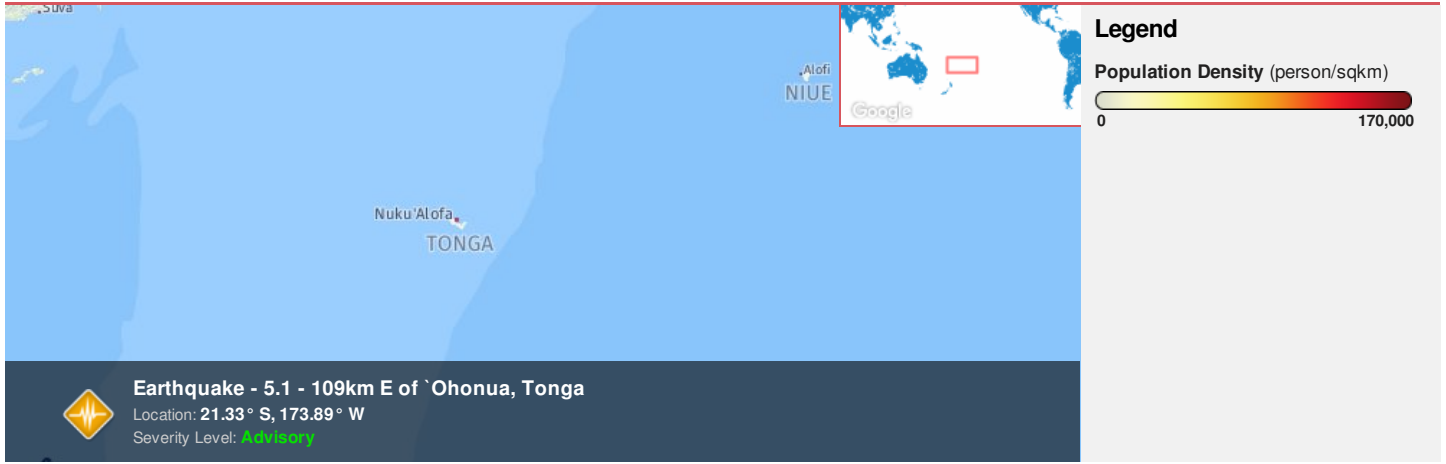 Suva
Alofi
NIUE
Google
Nuku'Alofa
TONGA
Legend
Population Density (person/sqkm)
0 170,000
Earthquake - 5.1 - 109km E of `Ohonua, Tonga
Location: 21.33° S, 173.89° W
Severity Level: Advisory